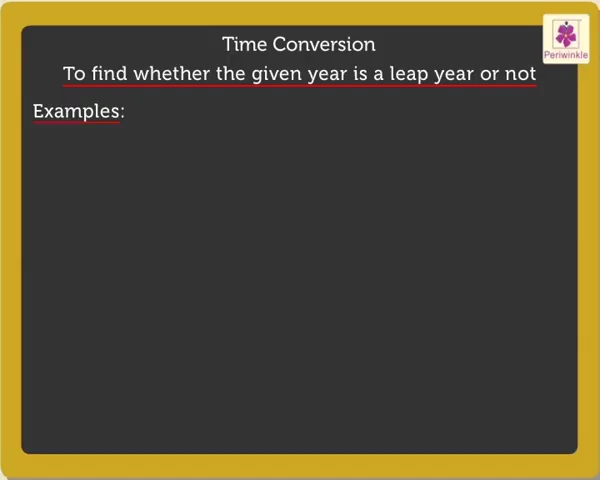 Time Conversion
Periwinkle
To find whether the given year is a leap year or not
Examples: